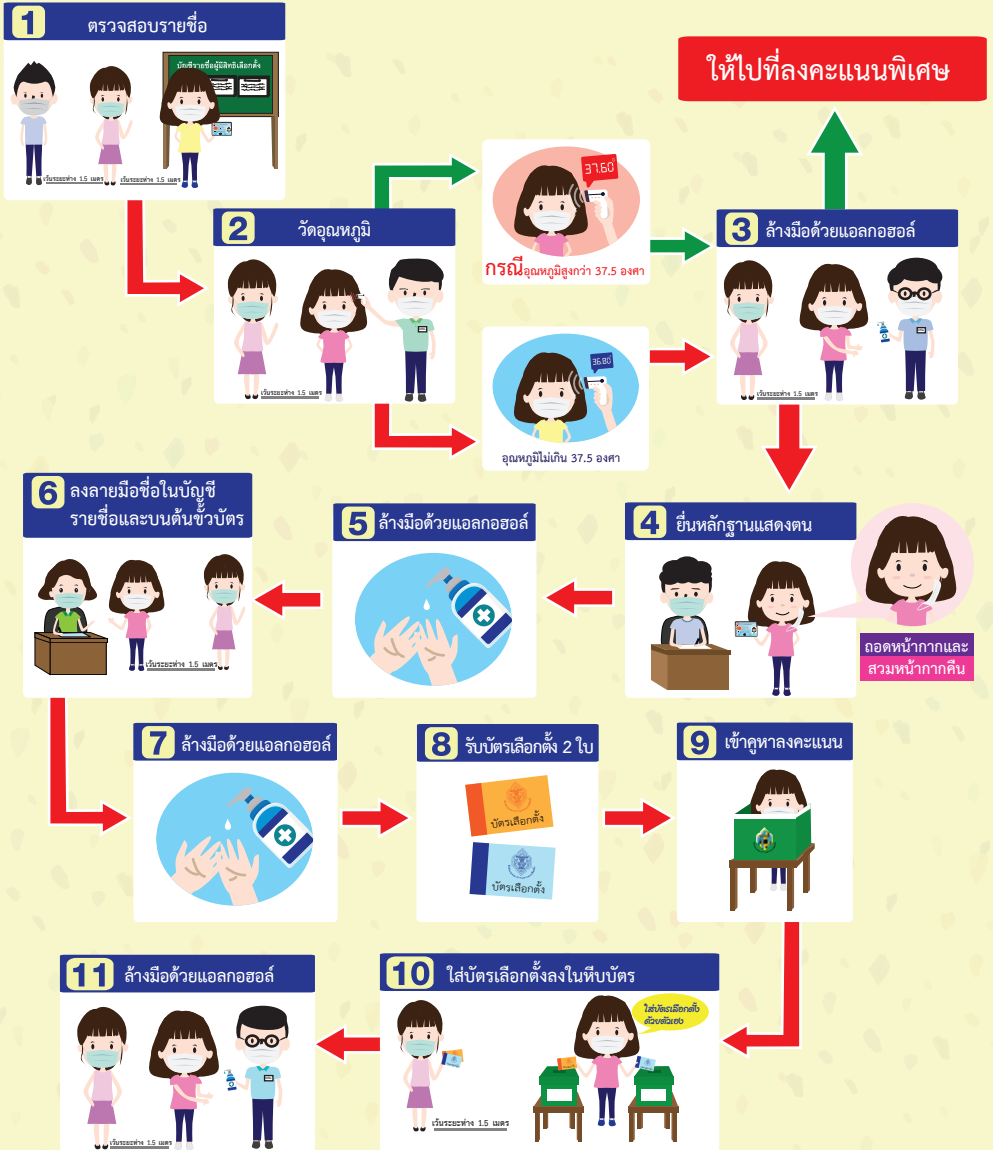 1 ตรวจสอบรายชื่อ
บัญชีรายชื่อผู้มีสิทธิเลือกตั้ง
เว้นระยะห่าง 1.5 เมตร เว้นระยะห่าง 1.5 เมตร
ให้ไปที่ลงคะแนนพิเศษ
2 วัดอุณหภูมิ
เว้นระยะห่าง 1.5 เมตร
37.60°
กรณีอุณหภูมิสูงกว่า 37.5 องศา
36.80°
อุณหภูมิไม่เกิน 37.5 องศา
3 ล้างมือด้วยแอลกอฮอล์
เว้นระยะห่าง 1.5 เมตร
4 ยื่นหลักฐานแสดงตน
ถอดหน้ากากและ
สวมหน้ากากคืน
5 ล้างมือด้วยแอลกอฮอล์
6 ลงลายมือชื่อในบัญชี
รายชื่อและบนต้นขั้วบัตร
เว้นระยะห่าง 1.5 เมตร
7 ล้างมือด้วยแอลกอฮอล์
8 รับบัตรเลือกตั้ง 2 ใบ
บัตรเลือกตั้ง
บัตรเลือกตั้ง
9 เข้าคูหาลงคะแนน
10 ใส่บัตรเลือกตั้งลงในหีบบัตร
ใส่บัตรเลือกตั้ง
ด้วยตัวเอง
เว้นระยะห่าง 1.5 เมตร
11 ล้างมือด้วยแอลกอฮอล์
เว้นระยะห่าง 1.5 เมตร